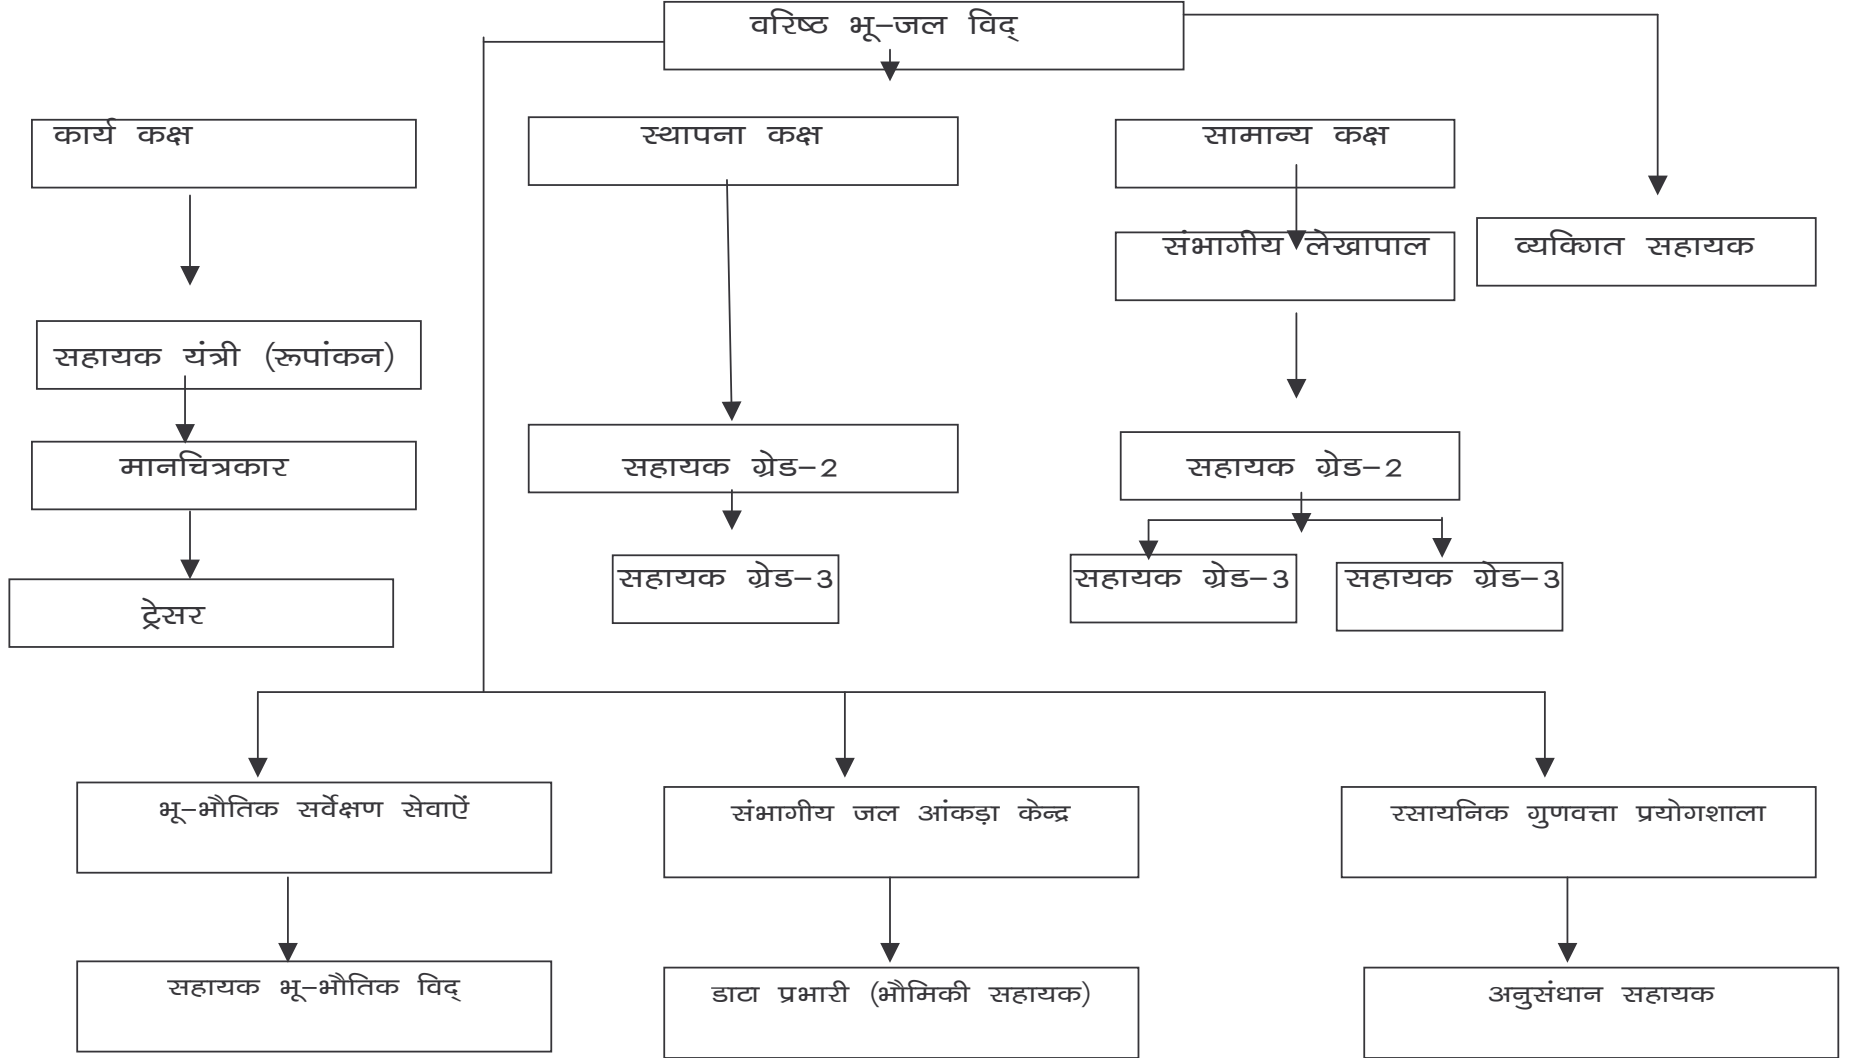 वरिष्ठ भू-जल विद्
कार्य कक्ष
स्थापना कक्ष
सामान्य कक्ष
संभागीय लेखापाल
व्यक्गित सहायक
सहायक यंत्री (रूपांकन)
मानचित्रकार
सहायक ग्रेड-2
सहायक ग्रेड-2
सहायक ग्रेड-3
सहायक ग्रेड-3
सहायक ग्रेड-3
ट्रेसर
भू-भौतिक सर्वेक्षण सेवाऐं
संभागीय जल आंकड़ा केन्द्र
रसायनिक गुणवत्ता प्रयोगशाला
सहायक भू-भौतिक विद्
डाटा प्रभारी (भौमिकी सहायक)
अनुसंधान सहायक